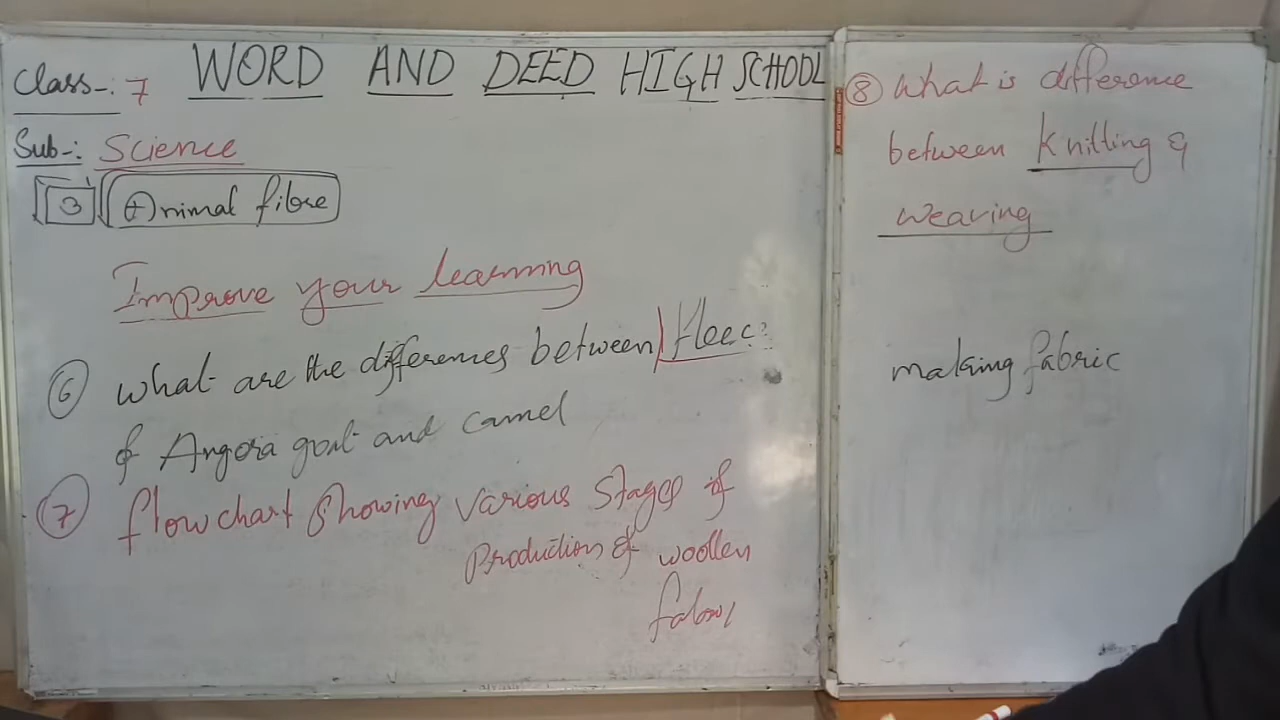 Class-: 7 WORD AND DEED HIGH SCHOOL
Sub-: Science
3 Animal fibre
Improve your learning
6 What are the differences between fleec
of Angora goat and camel
7 flow chart showing various stages of
Production of woollen
8 What is difference
between Knitting &
weaving
making fabric